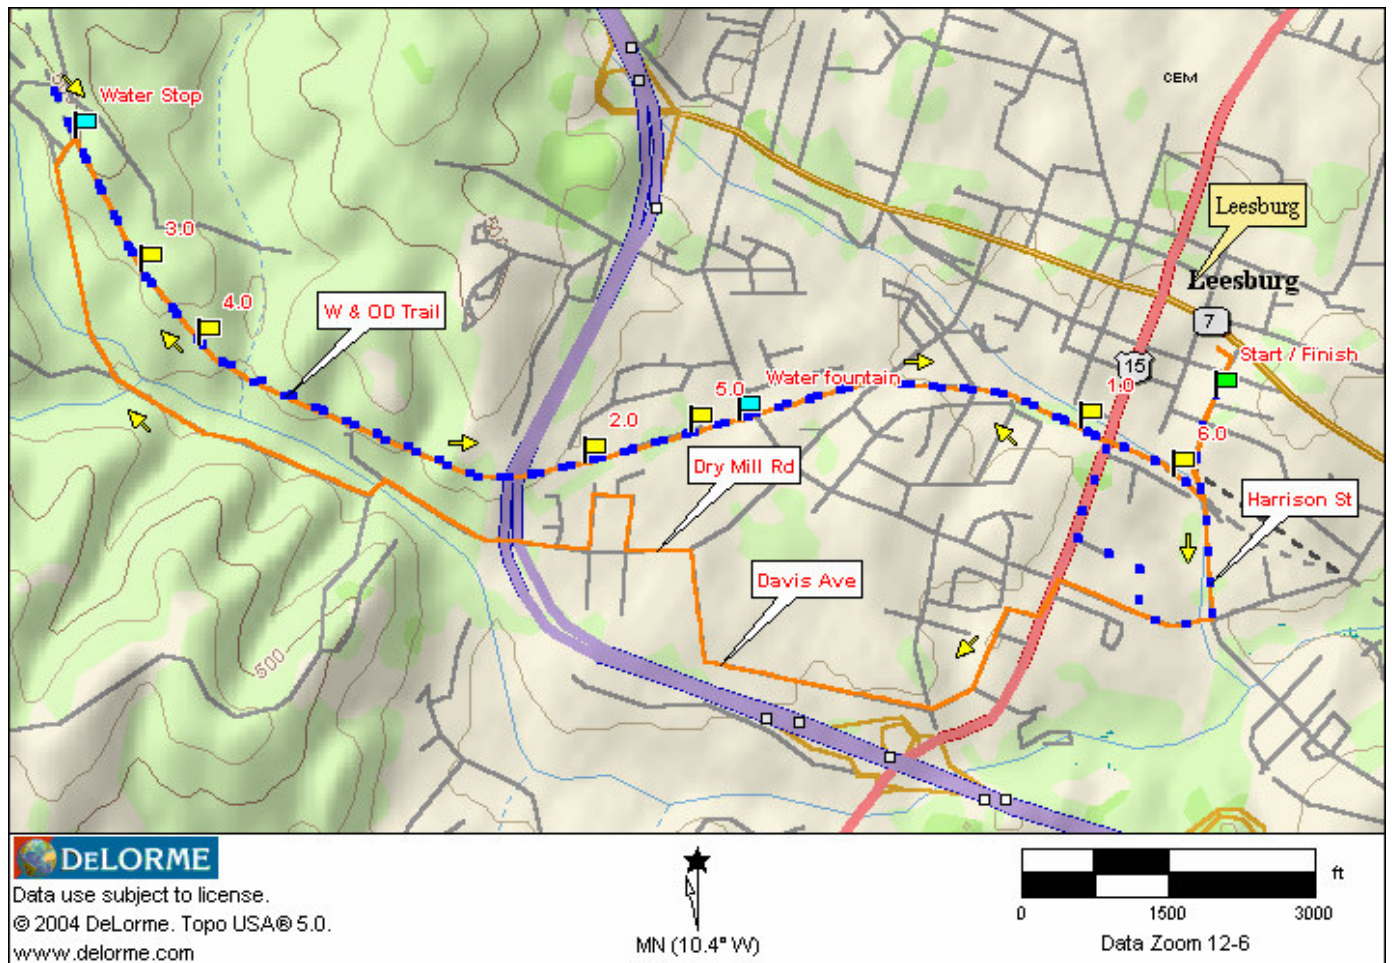 CEM
Water Stop
Leesburg
Leesburg
3.0
4.0
W & OD Trail
7
Start / Finish
15
Water fountain
5.0
1.0
2.0
6.0
Dry Mill Rd
Harrison St
Davis Ave
500
DELORME
Data use subject to license.
© 2004 DeLorme. Topo USA® 5.0.
www.delorme.com
MN (10.4° W)
ft
0 1500 3000
Data Zoom 12-6